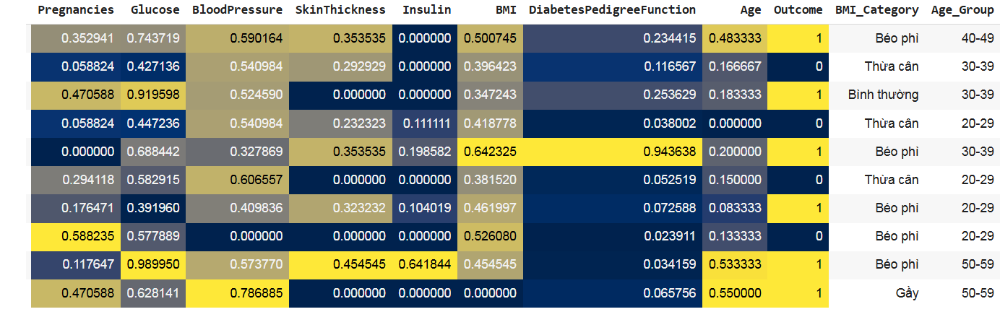 Pregnancies Glucose BloodPressure SkinThickness Insulin BMI DiabetesPedigreeFunction Age Outcome BMI_Category Age_Group
0.352941 0.743719 0.590164 0.353535 0.000000 0.500745 0.234415 0.483333 1 Béo phì 40-49
0.058824 0.427136 0.540984 0.292929 0.000000 0.396423 0.116567 0.166667 0 Thừa cân 30-39
0.470588 0.919598 0.524590 0.000000 0.000000 0.347243 0.253629 0.183333 1 Bình thường 30-39
0.058824 0.447236 0.540984 0.232323 0.111111 0.418778 0.038002 0.000000 0 Thừa cân 20-29
0.000000 0.688442 0.327869 0.353535 0.198582 0.642325 0.943638 0.200000 1 Béo phì 30-39
0.294118 0.582915 0.606557 0.000000 0.000000 0.381520 0.052519 0.150000 0 Thừa cân 20-29
0.176471 0.391960 0.409836 0.323232 0.104019 0.461997 0.072588 0.083333 1 Béo phì 20-29
0.588235 0.577889 0.000000 0.000000 0.000000 0.526080 0.023911 0.133333 0 Béo phì 20-29
0.117647 0.989950 0.573770 0.454545 0.641844 0.454545 0.034159 0.533333 1 Béo phì 50-59
0.470588 0.628141 0.786885 0.000000 0.000000 0.000000 0.065756 0.550000 1 Gầy 50-59